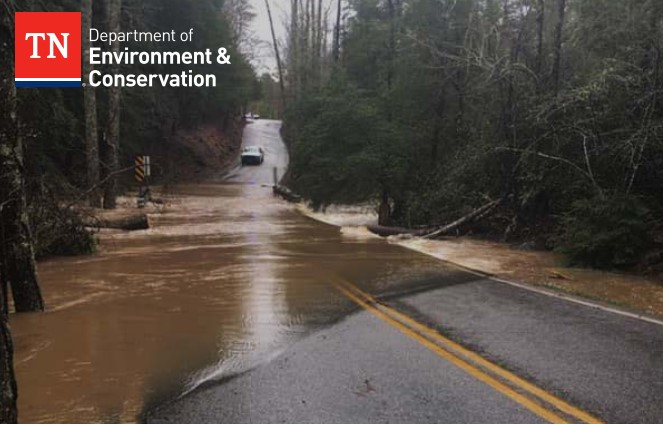 TN
Department of
Environment &
Conservation